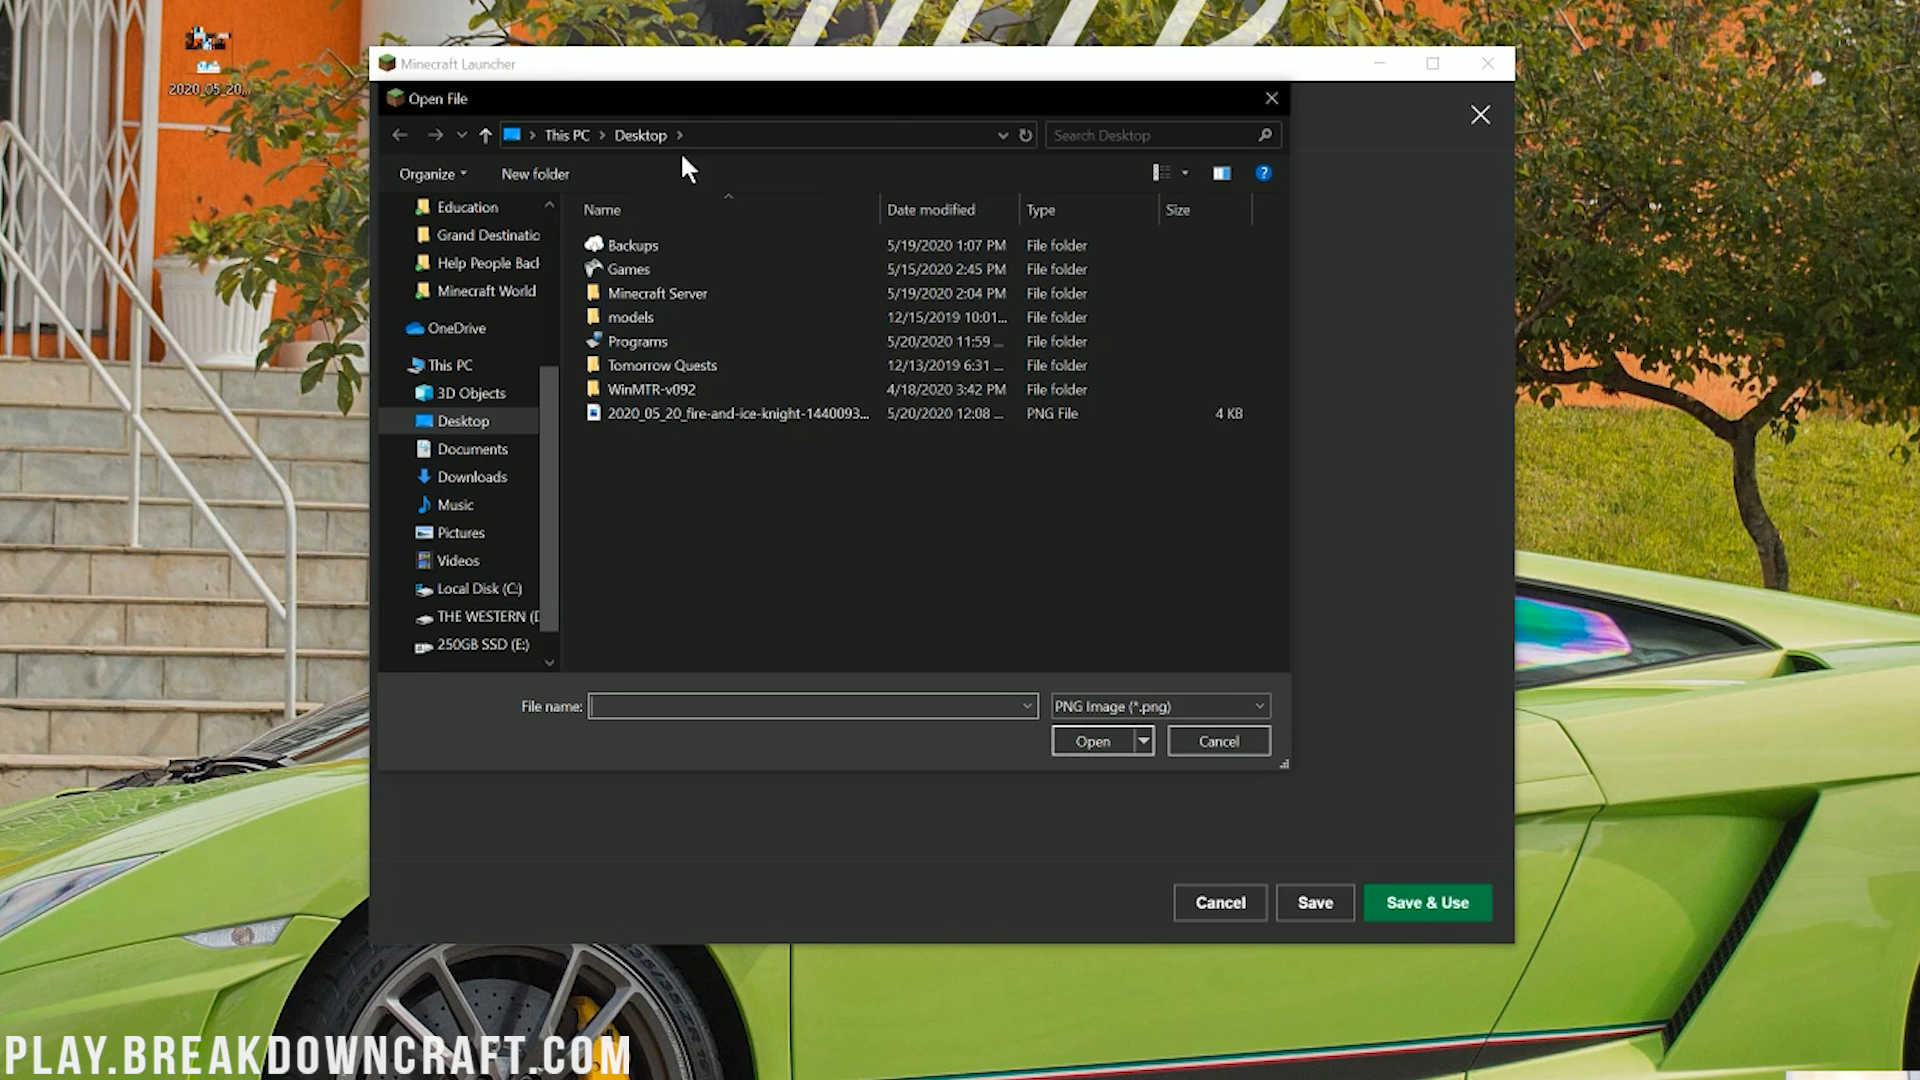 2020_05_20...
Minecraft Launcher
Open File
This PC > Desktop >
Search Desktop
Organize
New folder
?
Name
Date modified
Type
Size
Education
Grand Destinatic
Help People Back
Minecraft World
OneDrive
This PC
3D Objects
Desktop
Documents
Downloads
Music
Pictures
Videos
Local Disk (C:)
THE WESTERN (D
250GB SSD (E:)
Backups 5/19/2020 1:07 PM File folder
Games 5/15/2020 2:45 PM File folder
Minecraft Server 5/19/2020 2:04 PM File folder
models 12/15/2019 10:01... File folder
Programs 5/20/2020 11:59 ... File folder
Tomorrow Quests 12/13/2019 6:31 ... File folder
WinMTR-v092 4/18/2020 3:42 PM File folder
2020_05_20_fire-and-ice-knight-1440093... 5/20/2020 12:08 ... PNG File 4 KB
File name:
PNG Image (*.png)
Open
Cancel
Cancel
Save
Save & Use
PLAY.BREAKDOWNCRAFT.COM